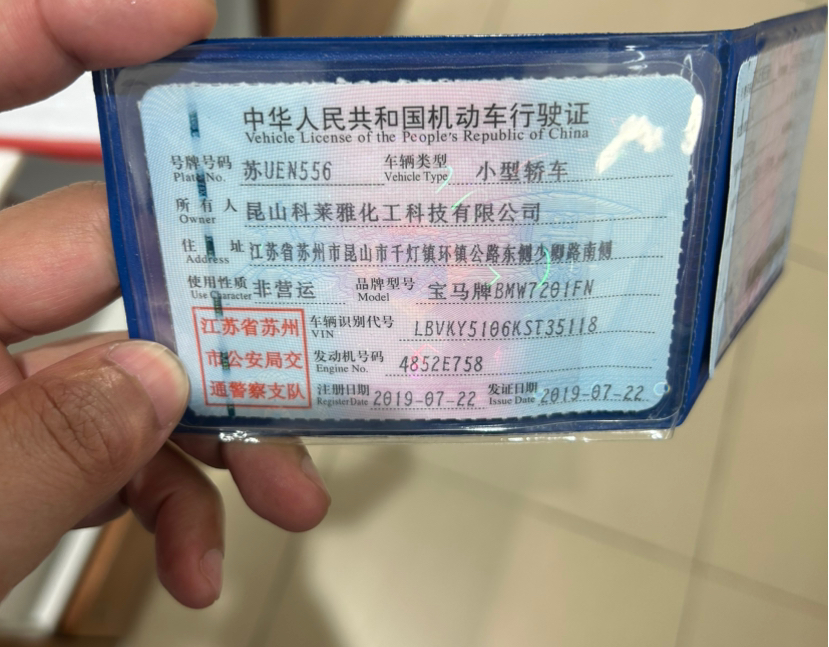 中华人民共和国机动车行驶证
Vehicle License of the People's Republic of China
号牌号码 苏UEN556 车辆类型 小型轿车
Plate No. Vehicle Type
所有人 昆山科莱雅化工科技有限公司
Owner
住址 江苏省苏州市昆山市千灯镇环镇公路东侧少卿路南侧
Address
使用性质 非营运 品牌型号 宝马牌BMW7201FN
Use Character Model
江苏省苏州 车辆识别代号 LBVKY5106KST35118
VIN
市公安局交 发动机号码 4852E758
Engine No.
通警察支队 注册日期 2019-07-22 发证日期 2019-07-22
Register Date Issue Date